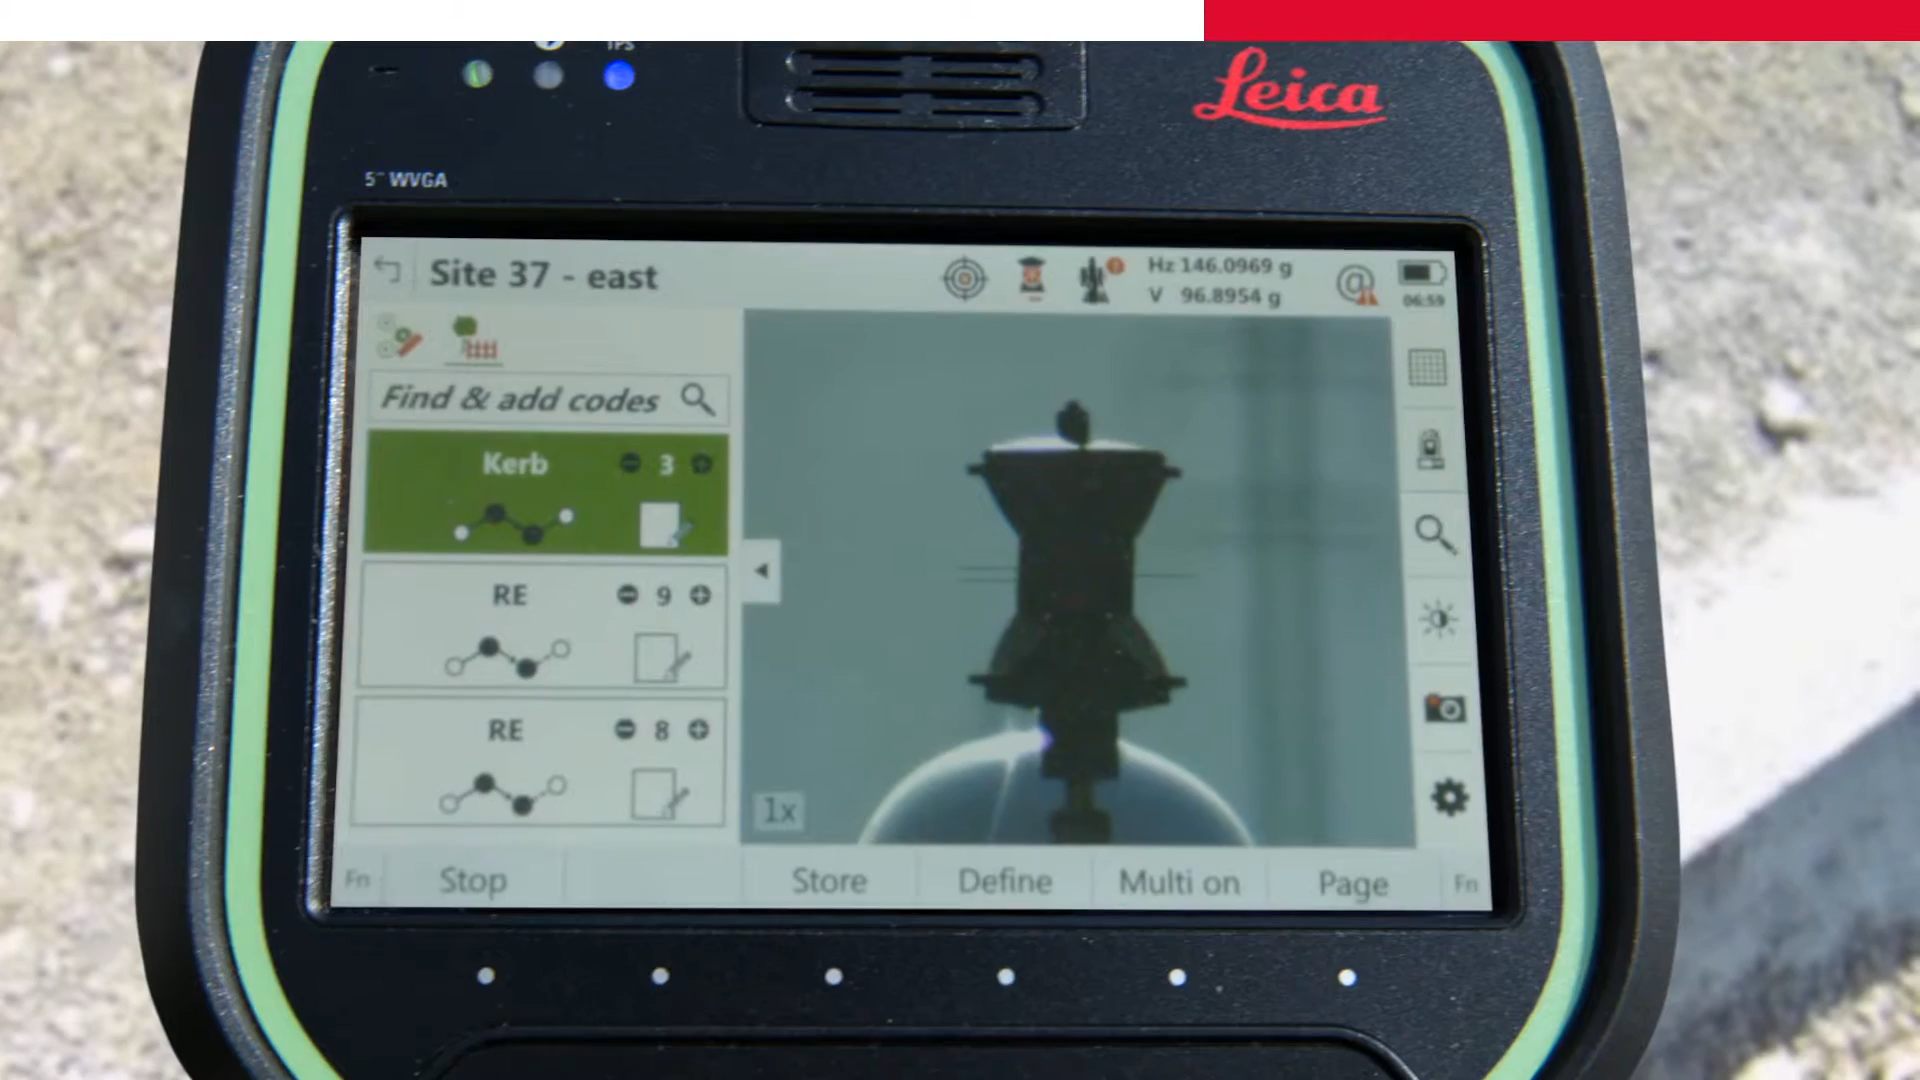 TPS
Leica
5" WVGA
Site 37 - east
Hz 146.0969 g
V 96.8954 g
@
06:59
Find & add codes
Kerb
3
RE
9
RE
8
1x
Fn
Stop
Store
Define
Multi on
Page
Fn